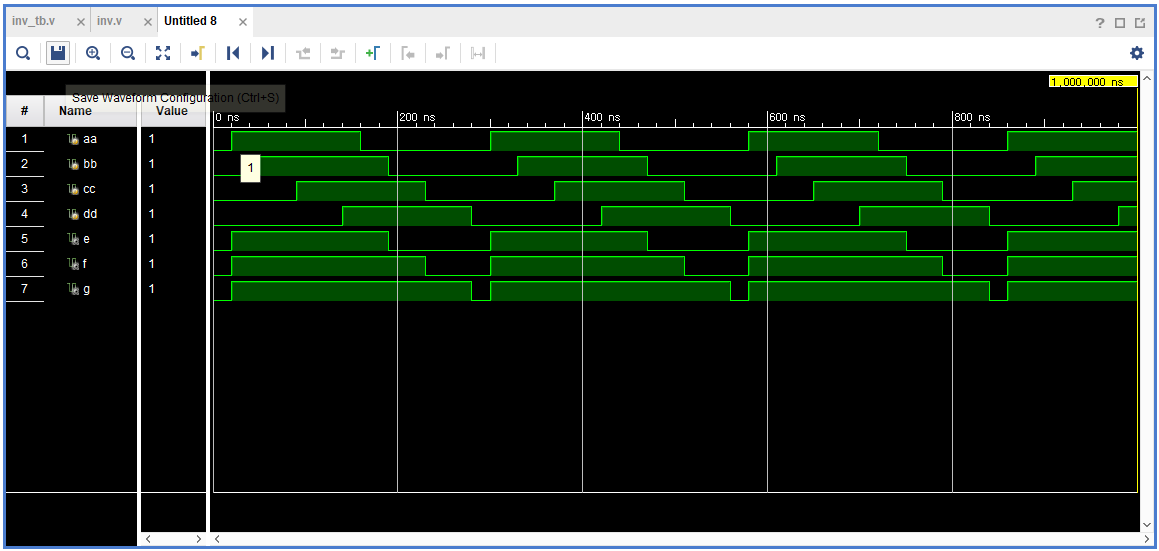 inv_tb.v × inv.v × Untitled 8 ×
?
1,000,000 ns
Save Waveform Configuration (Ctrl+S)
# Name Value
0 ns 200 ns 400 ns 600 ns 800 ns
1 aa 1
2 bb 1
1
3 cc 1
4 dd 1
5 e 1
6 f 1
7 g 1